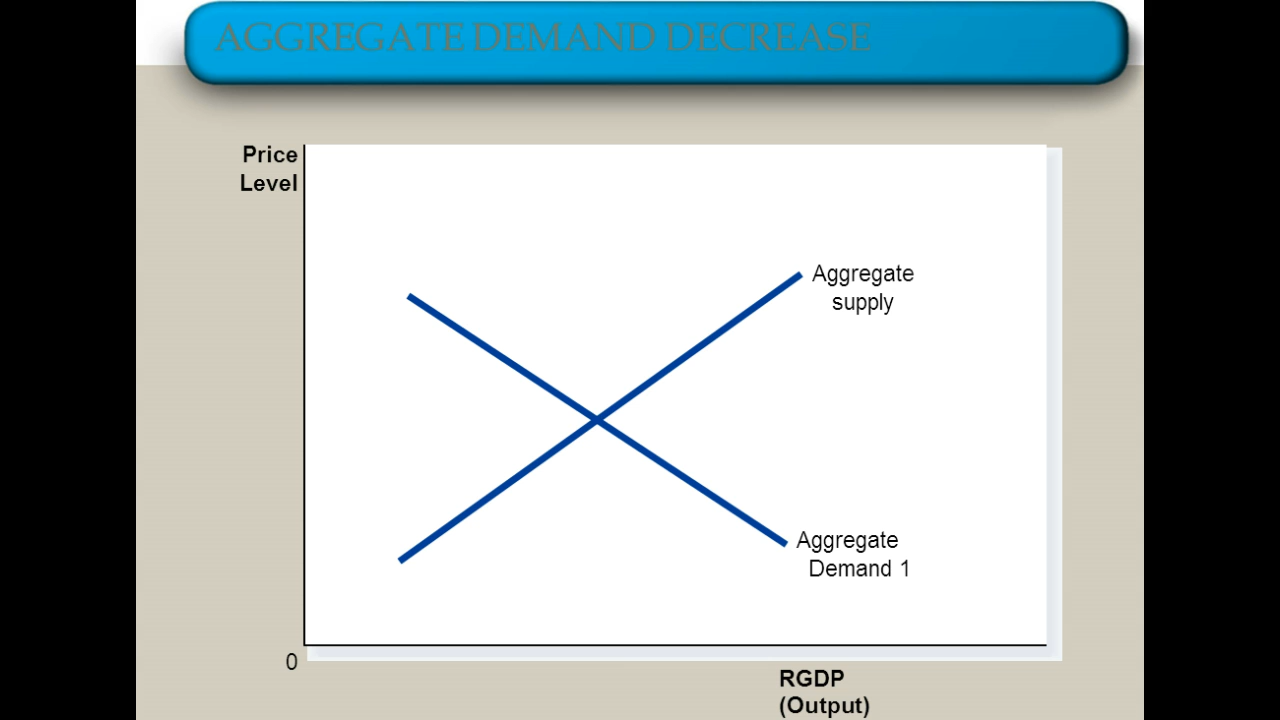 AGGREGATE DEMAND DECREASE
Price
Level
Aggregate
supply
Aggregate
Demand 1
0
RGDP
(Output)